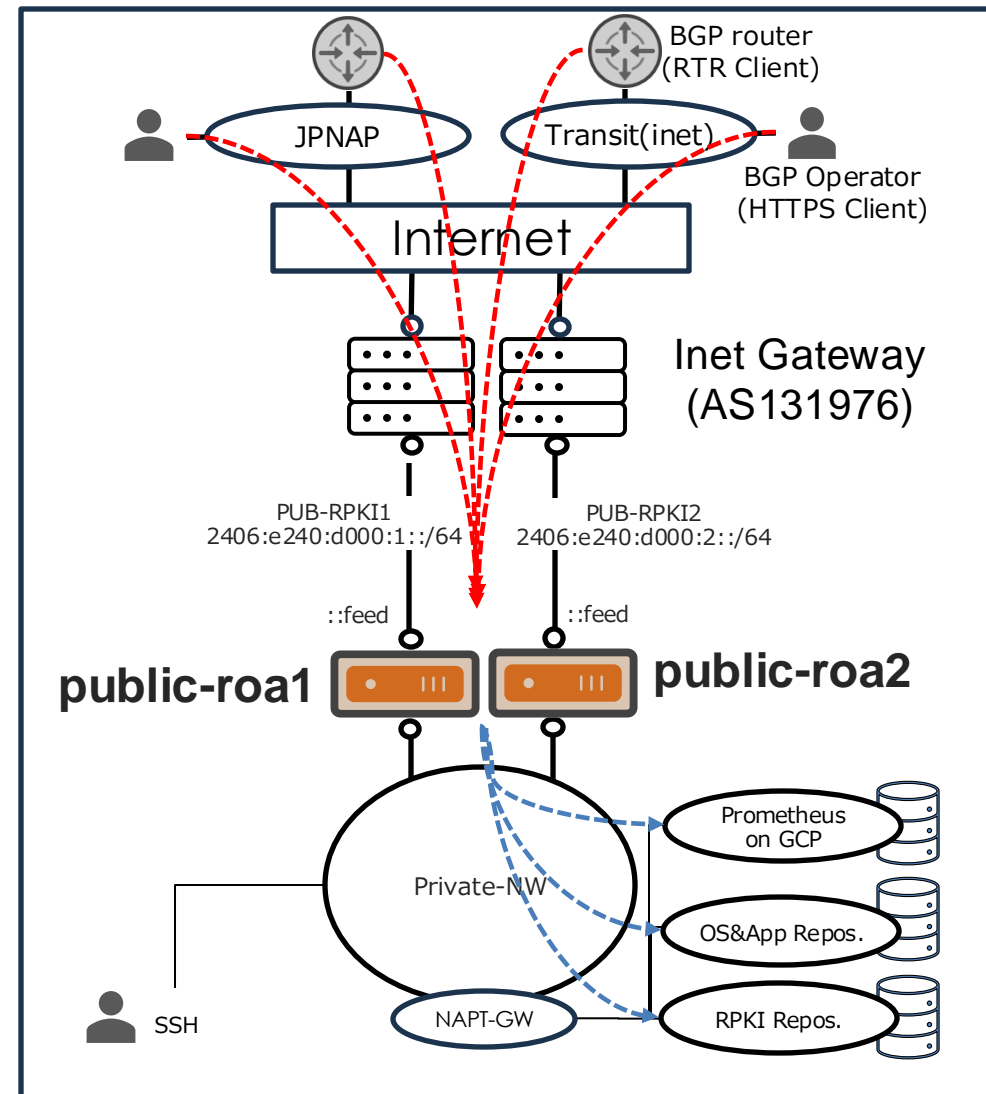 BGP router
(RTR Client)
JPNAP
Transit(inet)
BGP Operator
(HTTPS Client)
Internet
Inet Gateway
(AS131976)
PUB-RPKI1
2406:e240:d000:1::/64
PUB-RPKI2
2406:e240:d000:2::/64
::feed
::feed
public-roa1
public-roa2
Prometheus
on GCP
Private-NW
OS&App Repos.
SSH
NAPT-GW
RPKI Repos.